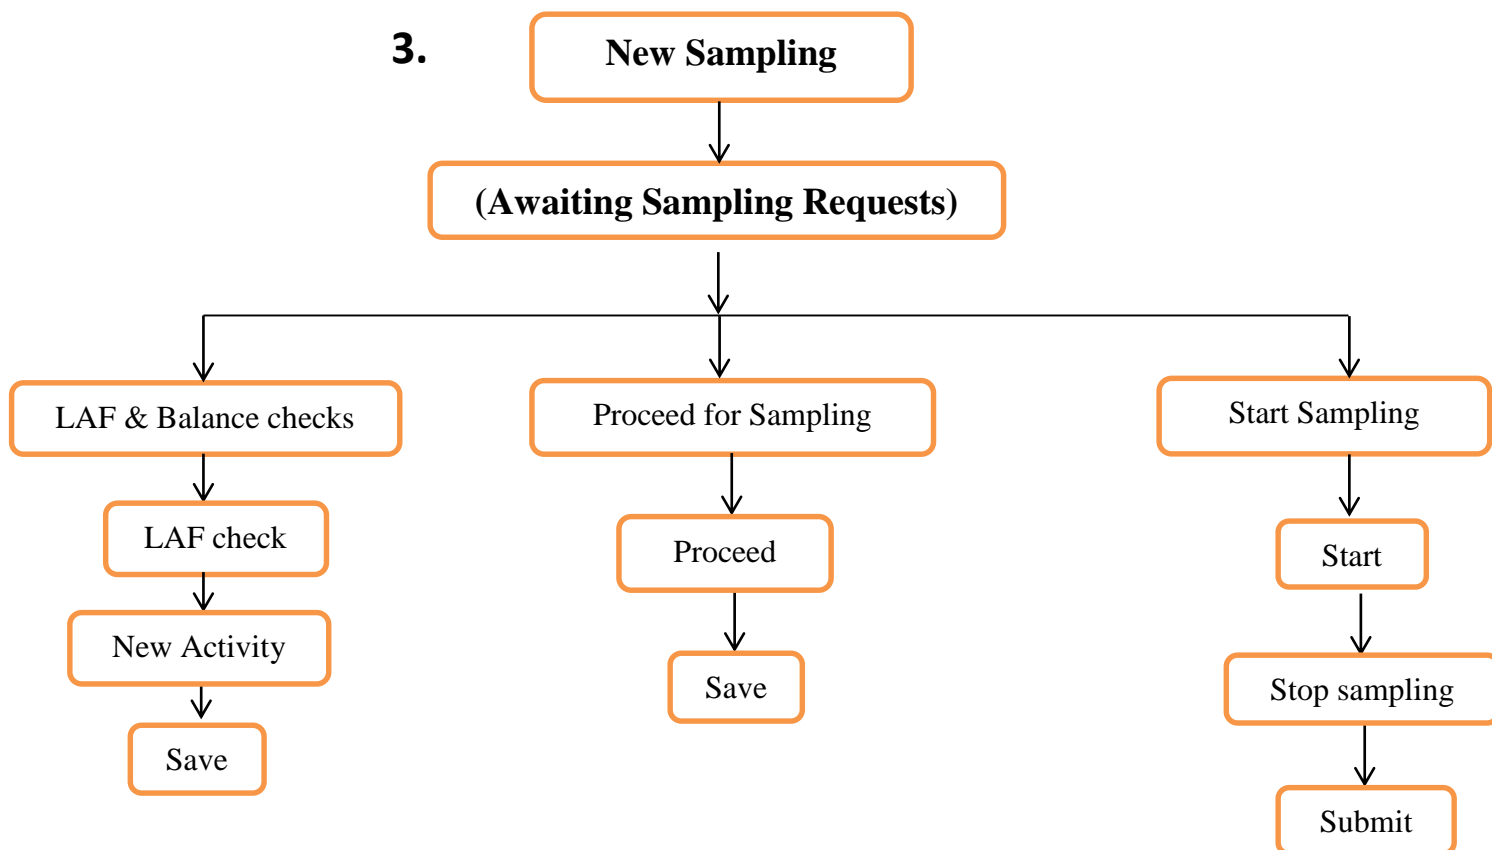 3.
New Sampling
(Awaiting Sampling Requests)
LAF & Balance checks
Proceed for Sampling
Start Sampling
LAF check
Proceed
Start
New Activity
Save
Stop sampling
Save
Submit